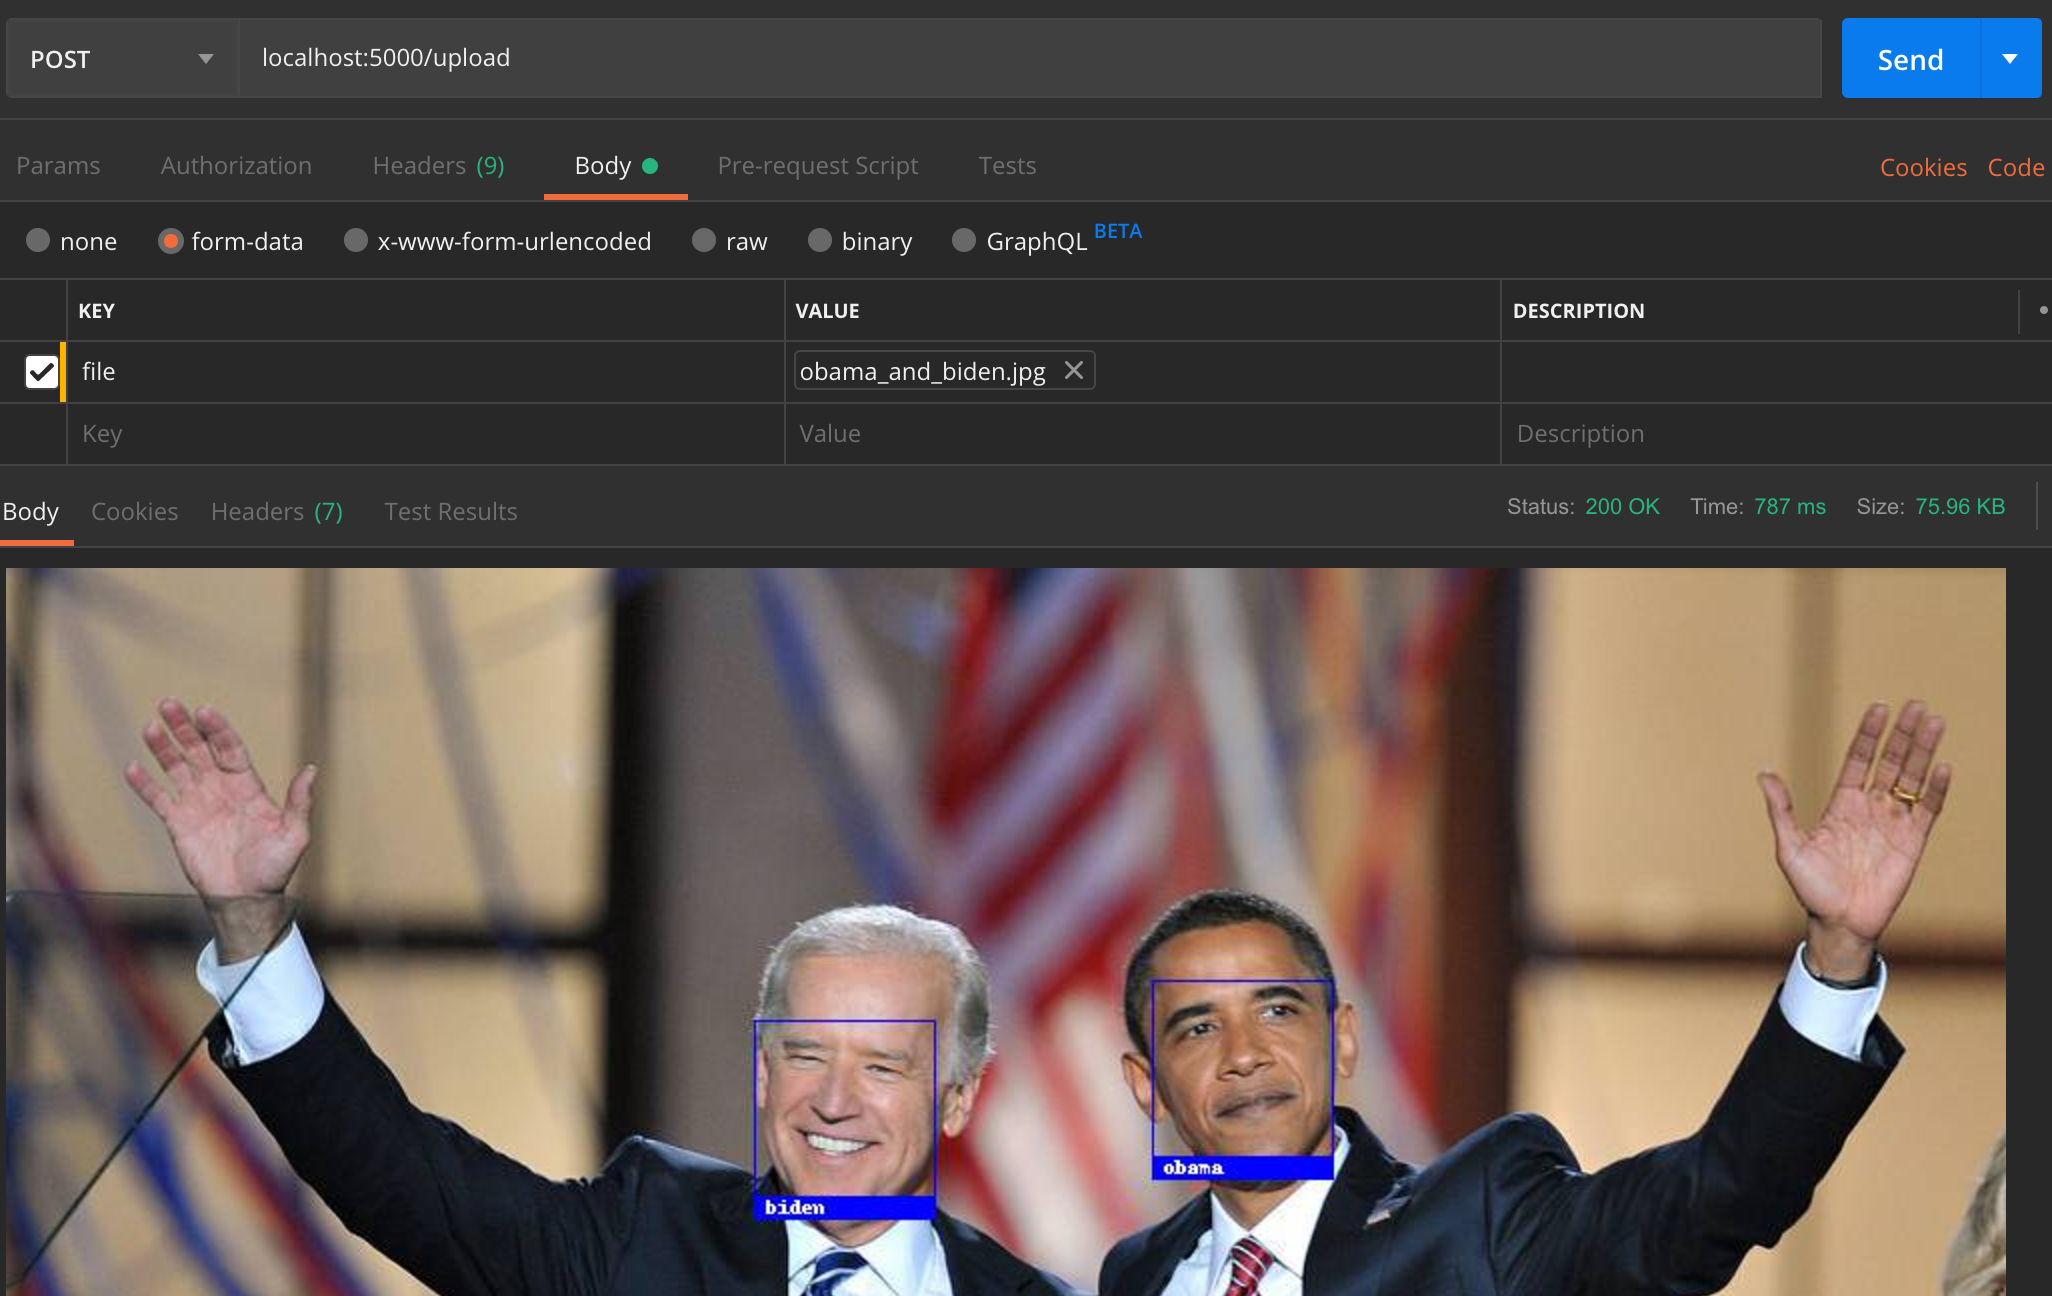 POST localhost:5000/upload Send
Params Authorization Headers (9) Body Pre-request Script Tests Cookies Code
none form-data x-www-form-urlencoded raw binary GraphQL BETA
KEY VALUE DESCRIPTION
file obama_and_biden.jpg
Key Value Description
Body Cookies Headers (7) Test Results Status: 200 OK Time: 787 ms Size: 75.96 KB
obama
biden